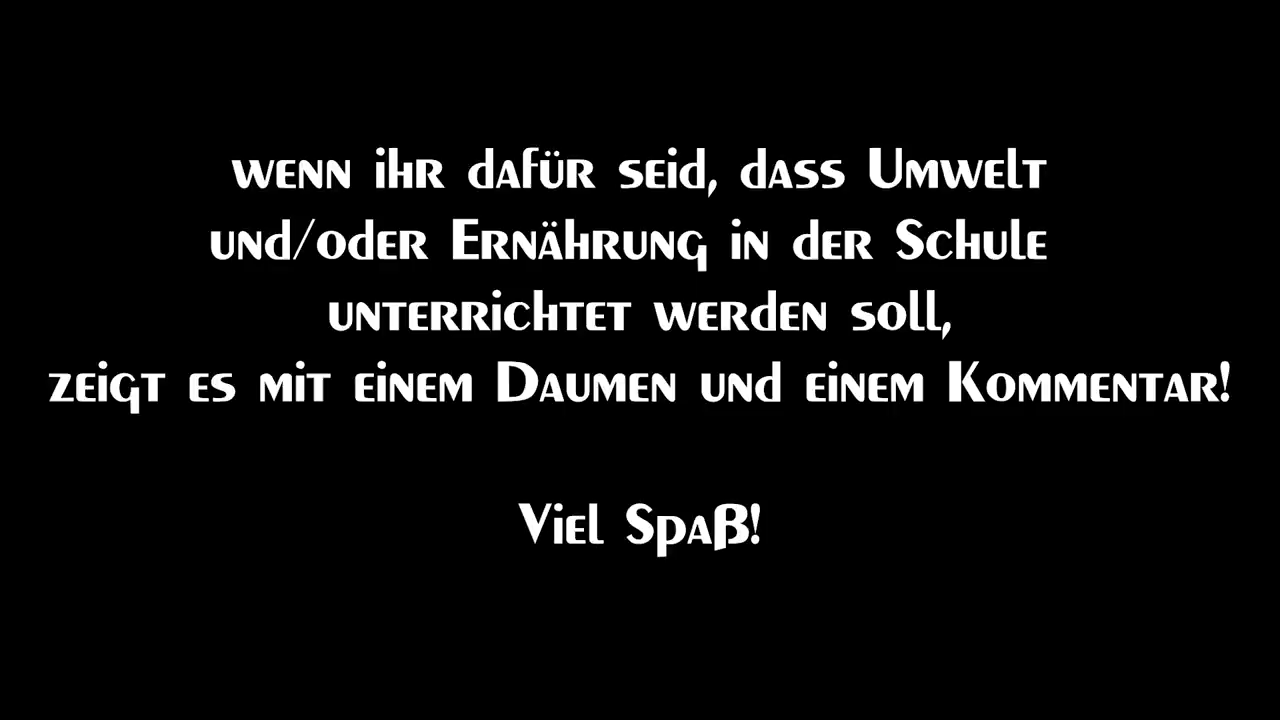 wenn ihr dafür seid, dass Umwelt
und/oder Ernährung in der Schule
unterrichtet werden soll,
zeigt es mit einem Daumen und einem Kommentar!
Viel Spaß!